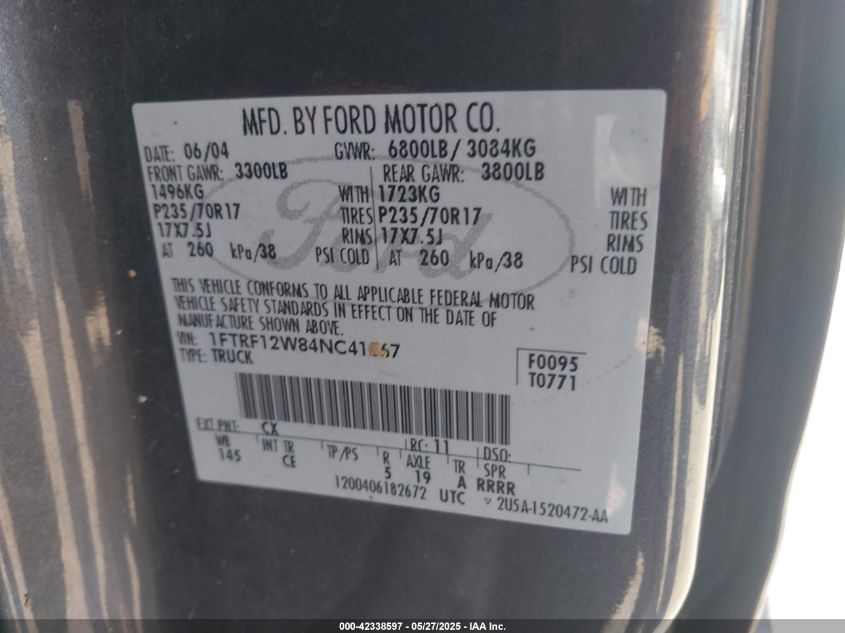 MFD. BY FORD MOTOR CO.
DATE: 06/04 GVWR: 6800LB/ 3084KG
FRONT GAWR: 3300LB REAR GAWR: 3800LB
1496KG WITH 1723KG WITH
P235/70R17 TIRES P235/70R17 TIRES
17X7.5J RIMS 17X7.5J RIMS
AT 260 kPa/38 PSI COLD AT 260 kPa/38 PSI COLD
THIS VEHICLE CONFORMS TO ALL APPLICABLE FEDERAL MOTOR
VEHICLE SAFETY STANDARDS IN EFFECT ON THE DATE OF
MANUFACTURE SHOWN ABOVE.
VIN:
TYPE: TRUCK
F0095
T0771
EXT PNT: CX RC: 11 DSO:
WB INT TR TP/PS R AXLE TR SPR
145 CE 5 19 A RRRR
1200406182672 UTC 2U5A-1520472-AA
Ford
000-42338597 - 05/27/2025 - IAA Inc.